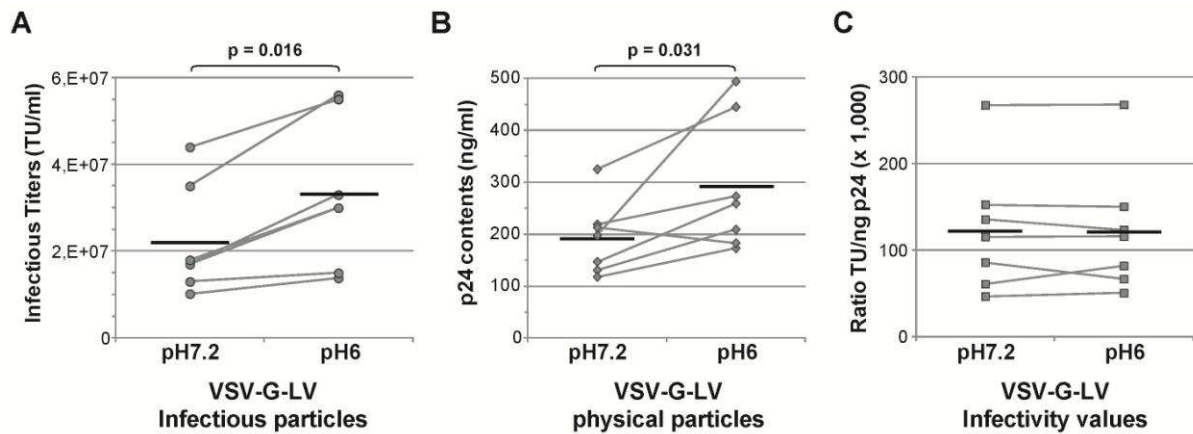 A
p = 0.016
Infectious Titers (TU/ml)
6,E+07
4,E+07
2,E+07
0
pH7.2 pH6
VSV-G-LV
Infectious particles
B
p = 0.031
p24 contents (ng/ml)
500
400
300
200
100
0
pH7.2 pH6
VSV-G-LV
physical particles
C
Ratio TU/ng p24 (x 1,000)
300
200
100
0
pH7.2 pH6
VSV-G-LV
Infectivity values